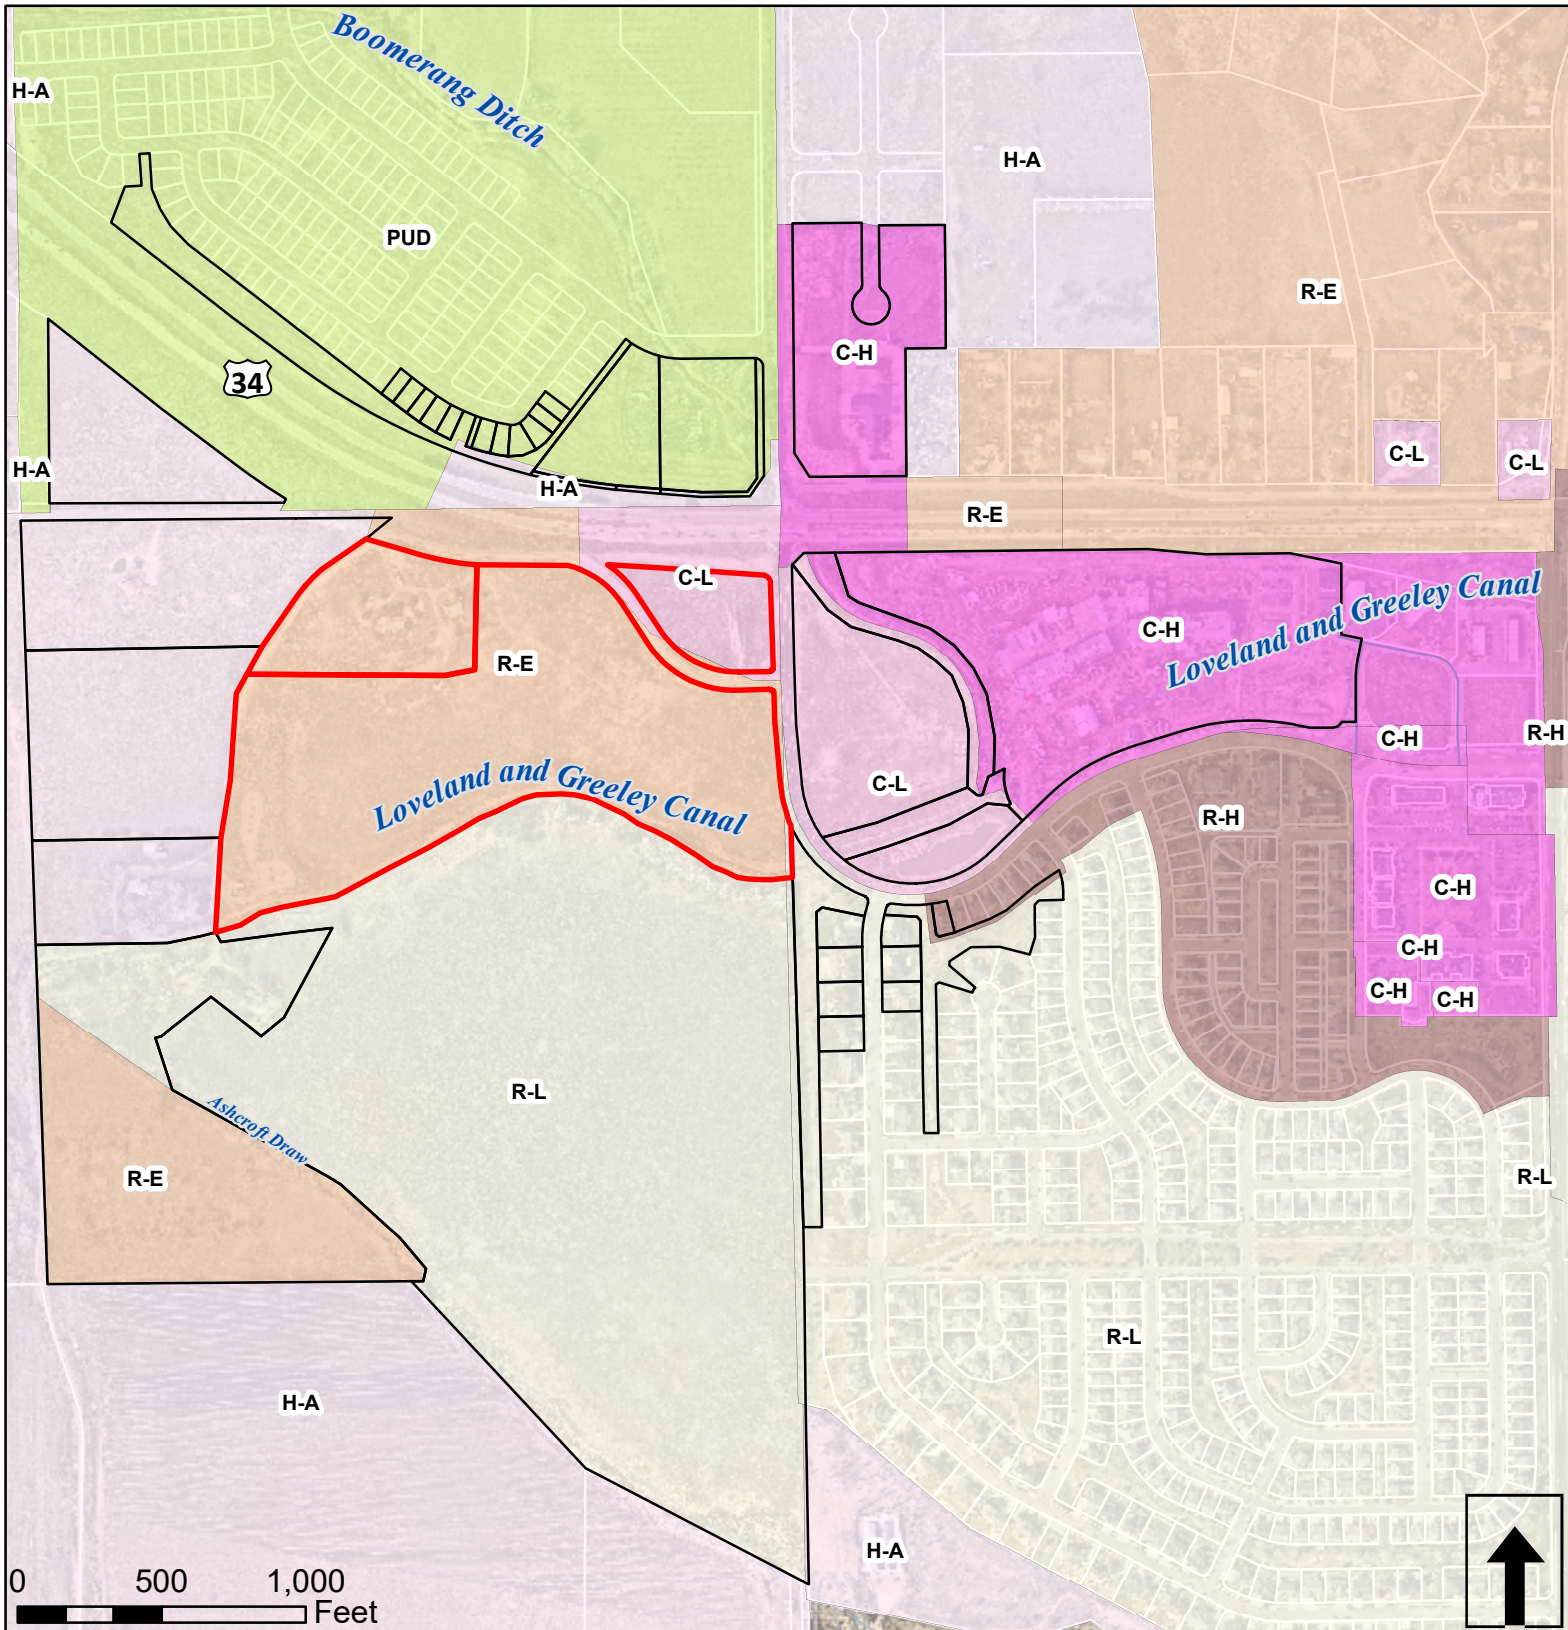 Boomerang Ditch
H-A
H-A
PUD
R-E
C-H
34
C-L
C-L
H-A
H-A
R-E
C-L
Loveland and Greeley Canal
C-H
R-E
C-H
R-H
Loveland and Greeley Canal
C-L
R-H
C-H
C-H
C-H
C-H
R-L
Ashcroft Draw
R-E
R-L
R-L
H-A
H-A
0 500 1,000
Feet